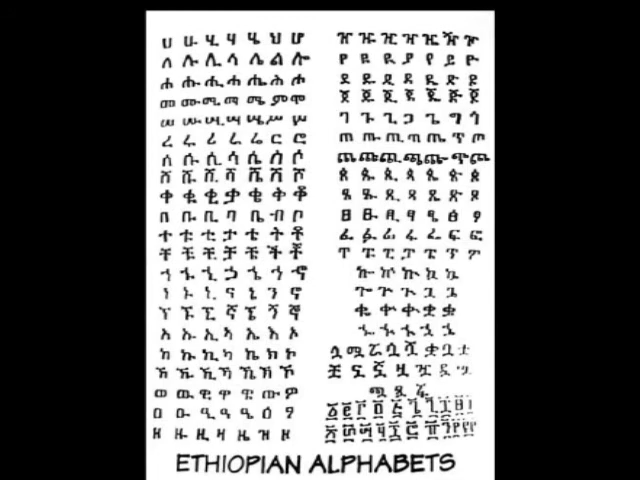 ሀ ሁ ሂ ሃ ሄ ህ ሆ
ለ ሉ ሊ ላ ሌ ል ሎ
ሐ ሑ ሒ ሓ ሔ ሕ ሖ
መ ሙ ሚ ማ ሜ ም ሞ
ሠ ሡ ሢ ሣ ሤ ሥ ሦ
ረ ሩ ሪ ራ ሬ ር ሮ
ሰ ሱ ሲ ሳ ሴ ስ ሶ
ሸ ሹ ሺ ሻ ሼ ሽ ሾ
ቀ ቁ ቂ ቃ ቄ ቅ ቆ
በ ቡ ቢ ባ ቤ ብ ቦ
ተ ቱ ቲ ታ ቴ ት ቶ
ቸ ቹ ቺ ቻ ቼ ች ቾ
ኀ ኁ ኂ ኃ ኄ ኅ ኆ
ነ ኑ ኒ ና ኔ ን ኖ
ኘ ኙ ኚ ኛ ኜ ኝ ኞ
አ ኡ ኢ ኣ ኤ እ ኦ
ከ ኩ ኪ ካ ኬ ክ ኮ
ኸ ኹ ኺ ኻ ኼ ኽ ኾ
ወ ዉ ዊ ዋ ዌ ው ዎ
ዐ ዑ ዒ ዓ ዔ ዕ ዖ
ዘ ዙ ዚ ዛ ዜ ዝ ዞ
ዠ ዡ ዢ ዣ ዤ ዥ ዦ
የ ዩ ዪ ያ ዬ ይ ዮ
ደ ዱ ዲ ዳ ዴ ድ ዶ
ጀ ጁ ጂ ጃ ጄ ጅ ጆ
ገ ጉ ጊ ጋ ጌ ግ ጎ
ጠ ጡ ጢ ጣ ጤ ጥ ጦ
ጨ ጩ ጪ ጫ ጬ ጭ ጮ
ጰ ጱ ጲ ጳ ጴ ጵ ጶ
ጸ ጹ ጺ ጻ ጼ ጽ ጾ
ፀ ፁ ፂ ፃ ፄ ፅ ፆ
ፈ ፉ ፊ ፋ ፌ ፍ ፎ
ፐ ፑ ፒ ፓ ፔ ፕ ፖ
ሏ ሟ ሯ ሷ ሿ ቋ ቧ ቷ
ETHIOPIAN ALPHABETS